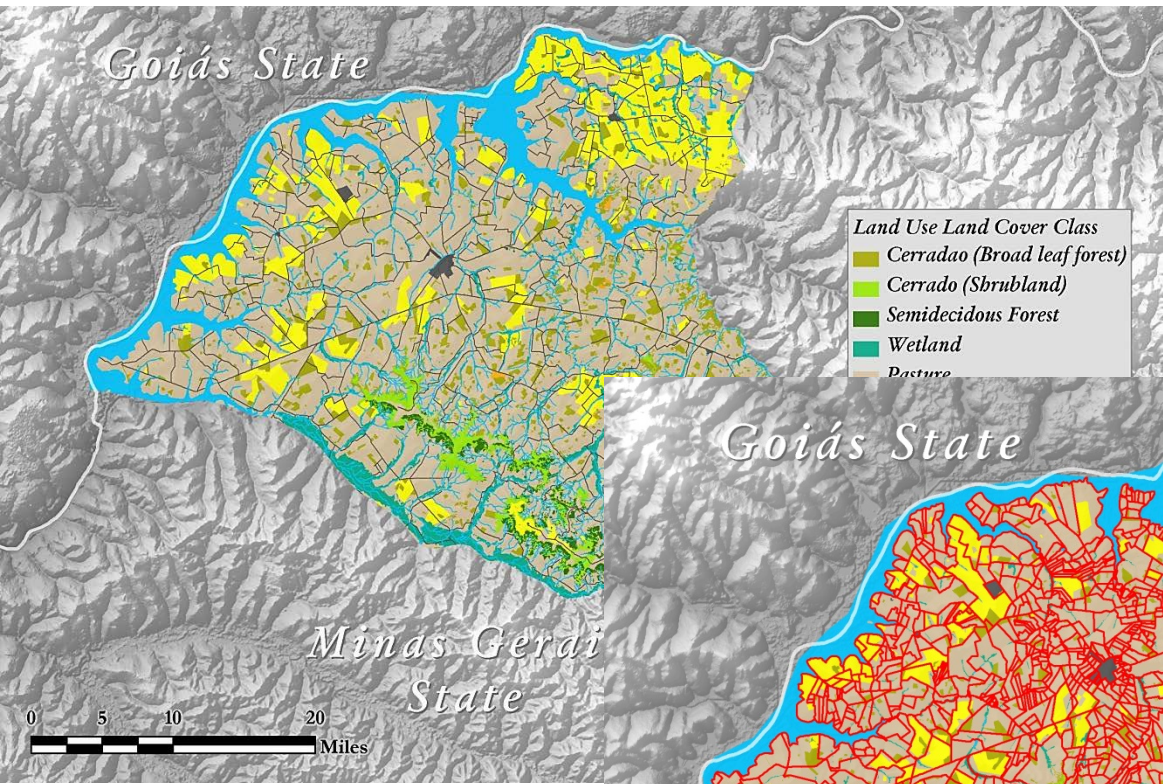 Goiás State
Land Use Land Cover Class
Cerradao (Broad leaf forest)
Cerrado (Shrubland)
Semidecidous Forest
Wetland
Pasture
Goiás State
Minas Gerai
State
0 5 10 20
Miles